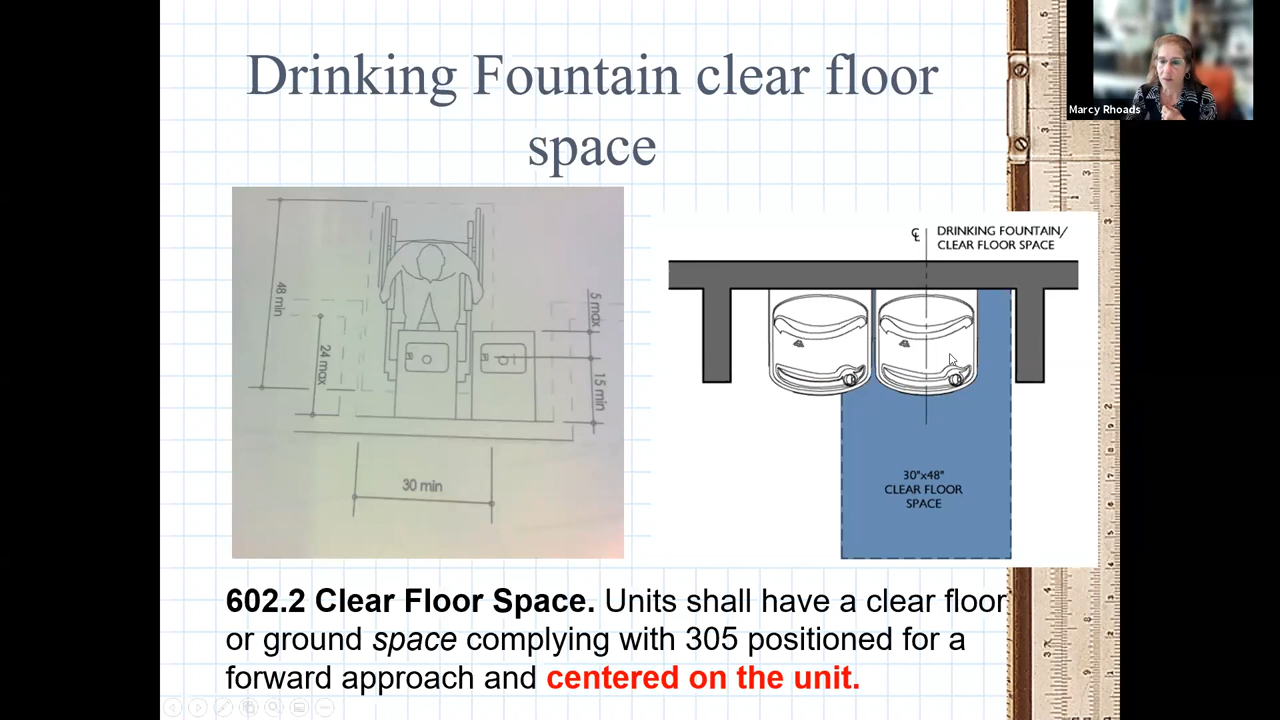 Drinking Fountain clear floor
space
Marcy Rhoads
48 min
24 max
5 max
15 min
30 min
℄
DRINKING FOUNTAIN/
CLEAR FLOOR SPACE
30"x48"
CLEAR FLOOR
SPACE
602.2 Clear Floor Space. Units shall have a clear floor
or ground space complying with 305 positioned for a
forward approach and centered on the unit.